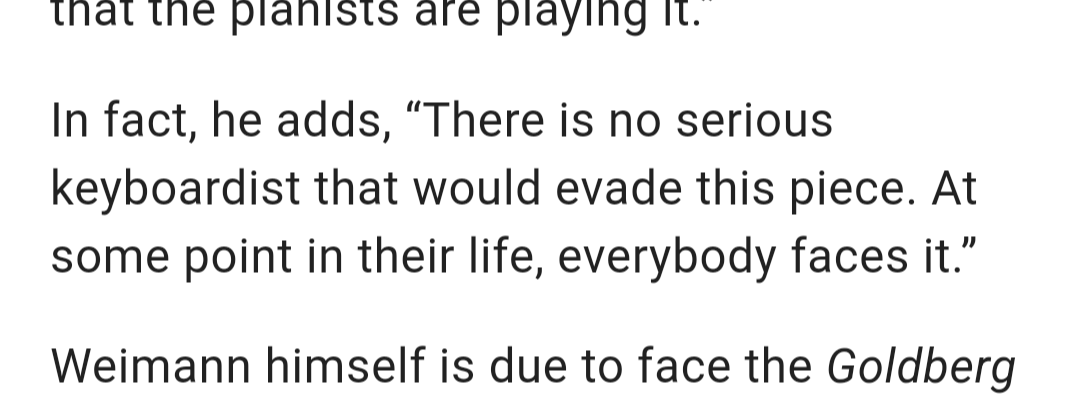 that the pianists are playing it.”
In fact, he adds, “There is no serious
keyboardist that would evade this piece. At
some point in their life, everybody faces it.”
Weimann himself is due to face the Goldberg